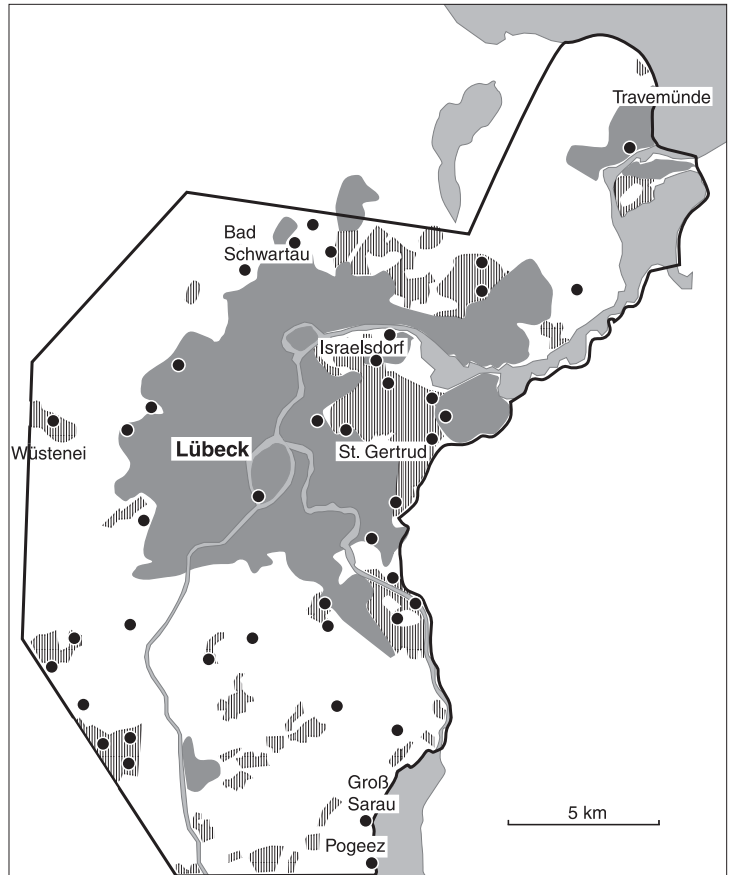 Travemünde
Bad
Schwartau
Israelsdorf
Lübeck
St. Gertrud
Wüstenei
Groß
Sarau
5 km
Pogeez